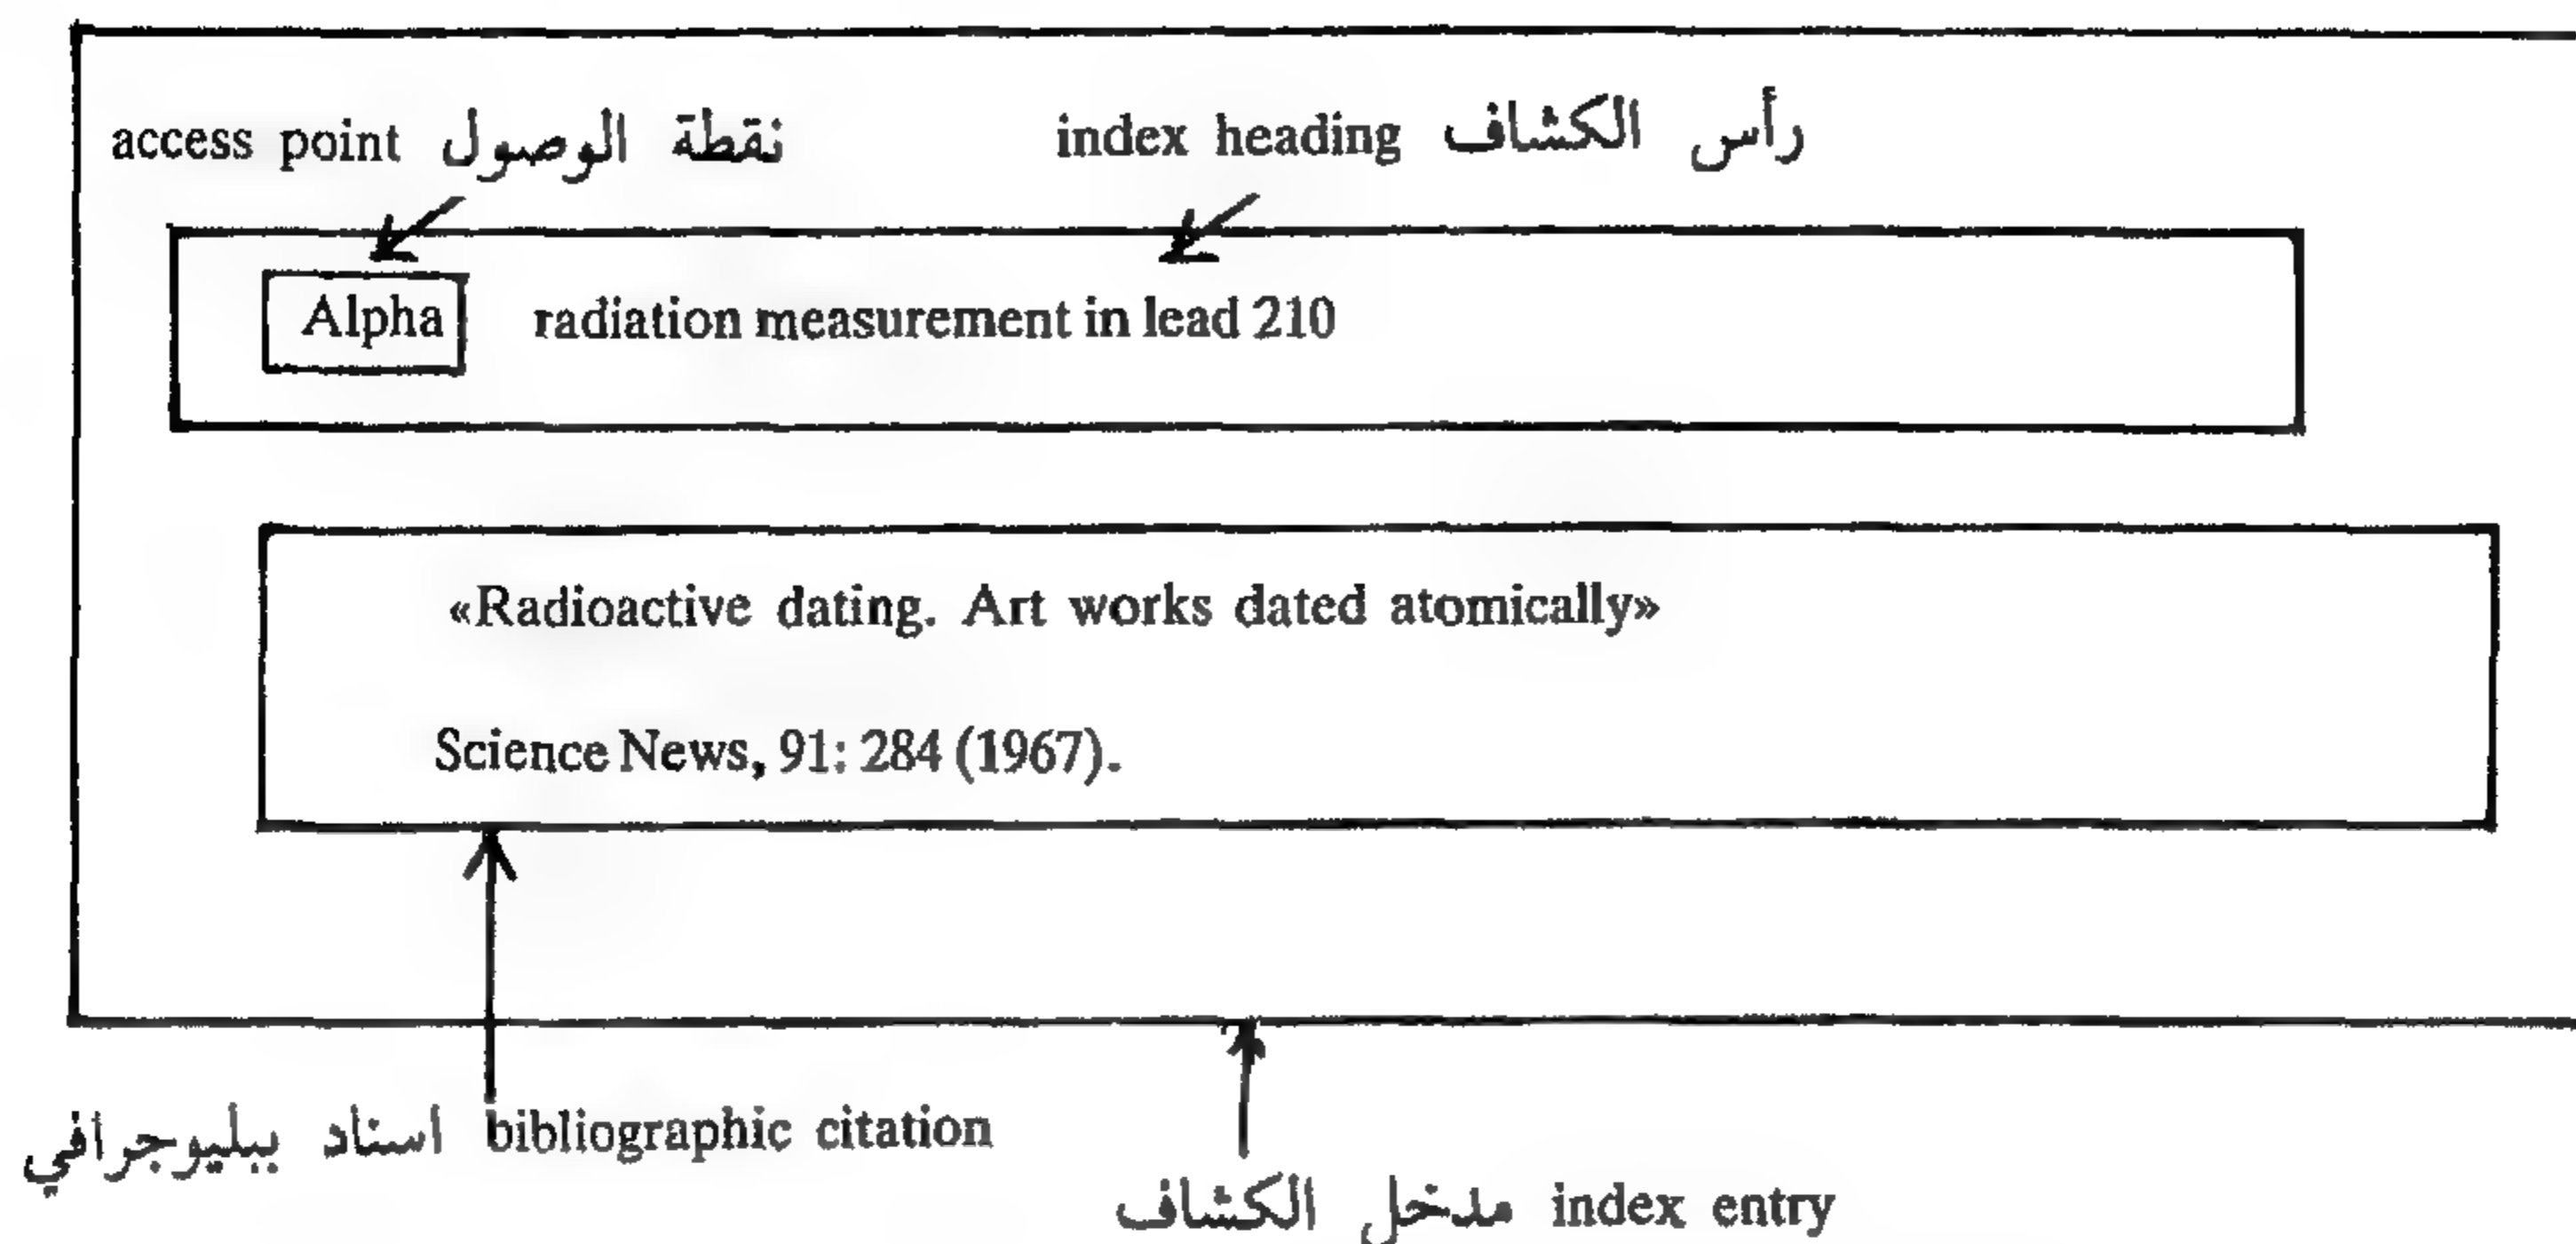 access point نقطة الوصول
index heading رأس الكشاف
Alpha radiation measurement in lead 210
«Radioactive dating. Art works dated atomically»
Science News, 91: 284 (1967).
اسناد ببليوجرافي bibliographic citation
مدخل الكشاف index entry